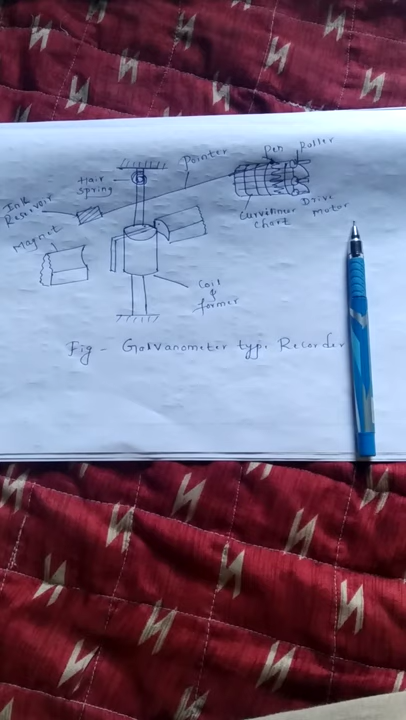 Pen Roller
Pointer
Hair
spring
Ink
Reservoir
Curvilinear
Chart
Drive
Motor
Magnet
Coil
&
former
Fig - Galvanometer type Recorder